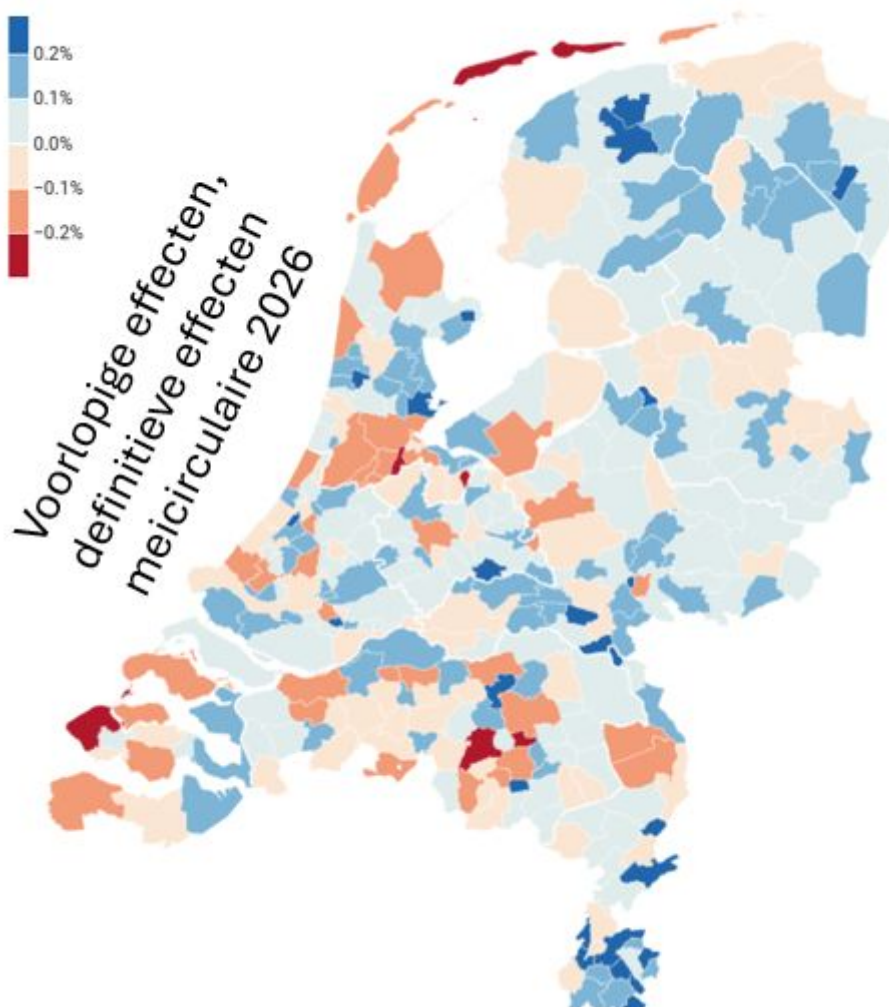 0.2%
0.1%
0.0%
−0.1%
−0.2%
Voorlopige effecten,
definitieve effecten
meicirculaire 2026